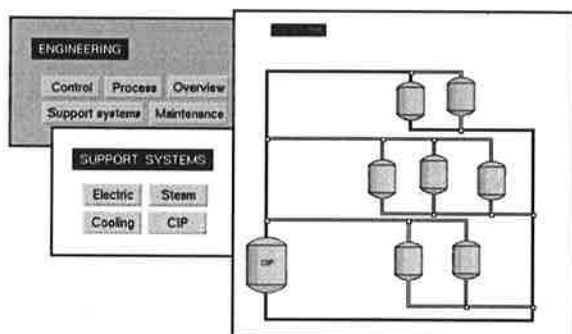 ENGINEERING
Control Process Overview
Support systems Maintenance
SUPPORT SYSTEMS
Electric Steam
Cooling CIP
CIP